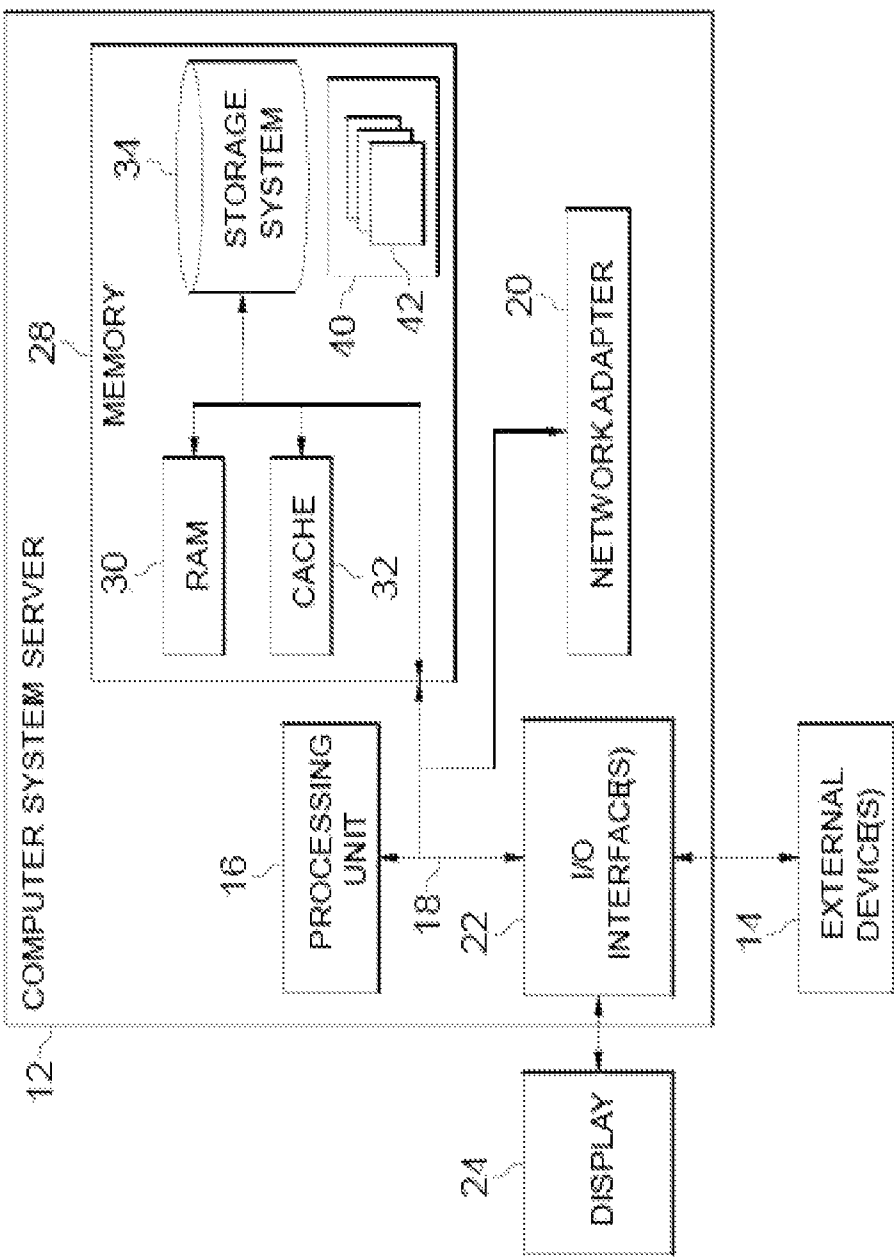 12
COMPUTER SYSTEM SERVER
28
MEMORY
30
RAM
34
STORAGE
SYSTEM
16
PROCESSING
UNIT
CACHE
32
40
42
18
24
DISPLAY
22
I/O
INTERFACE(S)
20
NETWORK ADAPTER
14
EXTERNAL
DEVICE(S)